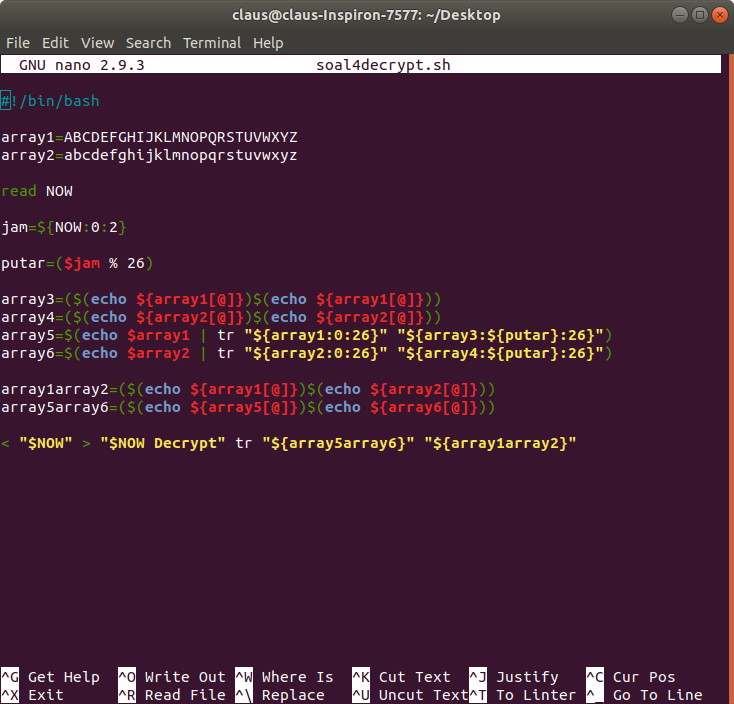 claus@claus-Inspiron-7577: ~/Desktop
File Edit View Search Terminal Help
GNU nano 2.9.3 soal4decrypt.sh
#!/bin/bash
array1=ABCDEFGHIJKLMNOPQRSTUVWXYZ
array2=abcdefghijklmnopqrstuvwxyz
read NOW
jam=${NOW:0:2}
putar=($jam % 26)
array3=($(echo ${array1[@]})$(echo ${array1[@]}))
array4=($(echo ${array2[@]})$(echo ${array2[@]}))
array5=$(echo $array1 | tr "${array1:0:26}" "${array3:${putar}:26}")
array6=$(echo $array2 | tr "${array2:0:26}" "${array4:${putar}:26}")
array1array2=($(echo ${array1[@]})$(echo ${array2[@]}))
array5array6=($(echo ${array5[@]})$(echo ${array6[@]}))
< "$NOW" > "$NOW Decrypt" tr "${array5array6}" "${array1array2}"
^G Get Help ^O Write Out ^W Where Is ^K Cut Text ^J Justify ^C Cur Pos
^X Exit ^R Read File ^\ Replace ^U Uncut Text ^T To Linter ^_ Go To Line